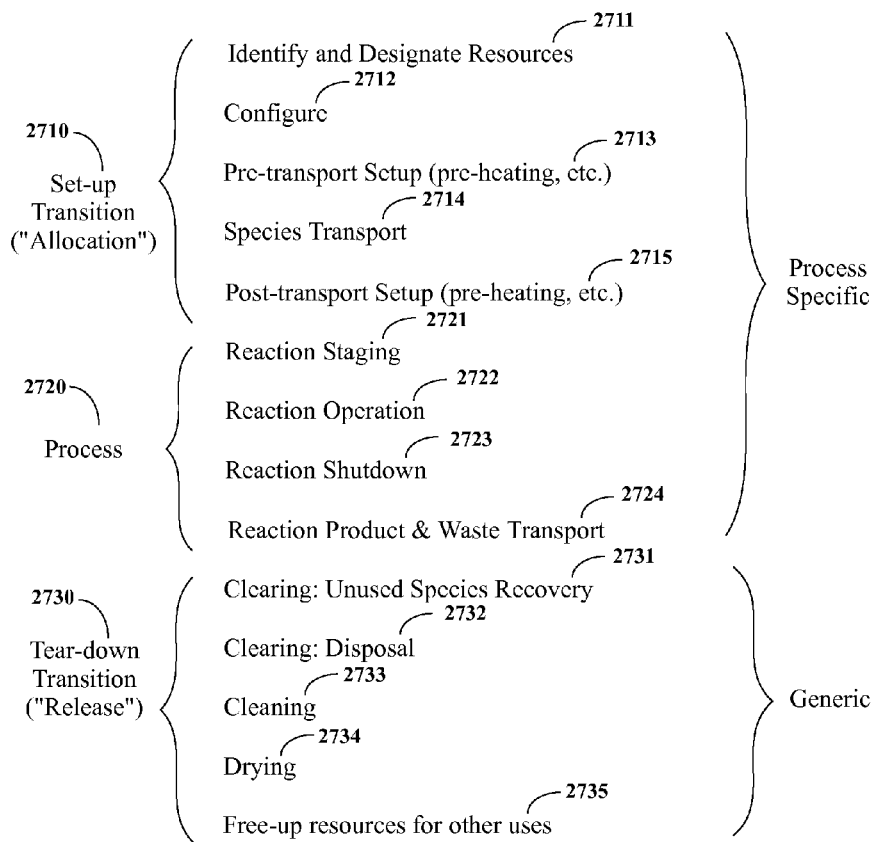 2711
Identify and Designate Resources
2712
Configure
2710
Set-up
Transition
("Allocation")
2713
Pre-transport Setup (pre-heating, etc.)
2714
Species Transport
2715
Post-transport Setup (pre-heating, etc.)
Process
Specific
2721
Reaction Staging
2720
Process
2722
Reaction Operation
2723
Reaction Shutdown
2724
Reaction Product & Waste Transport
2731
Clearing: Unused Species Recovery
2730
Tear-down
Transition
("Release")
2732
Clearing: Disposal
2733
Cleaning
Generic
2734
Drying
2735
Free-up resources for other uses